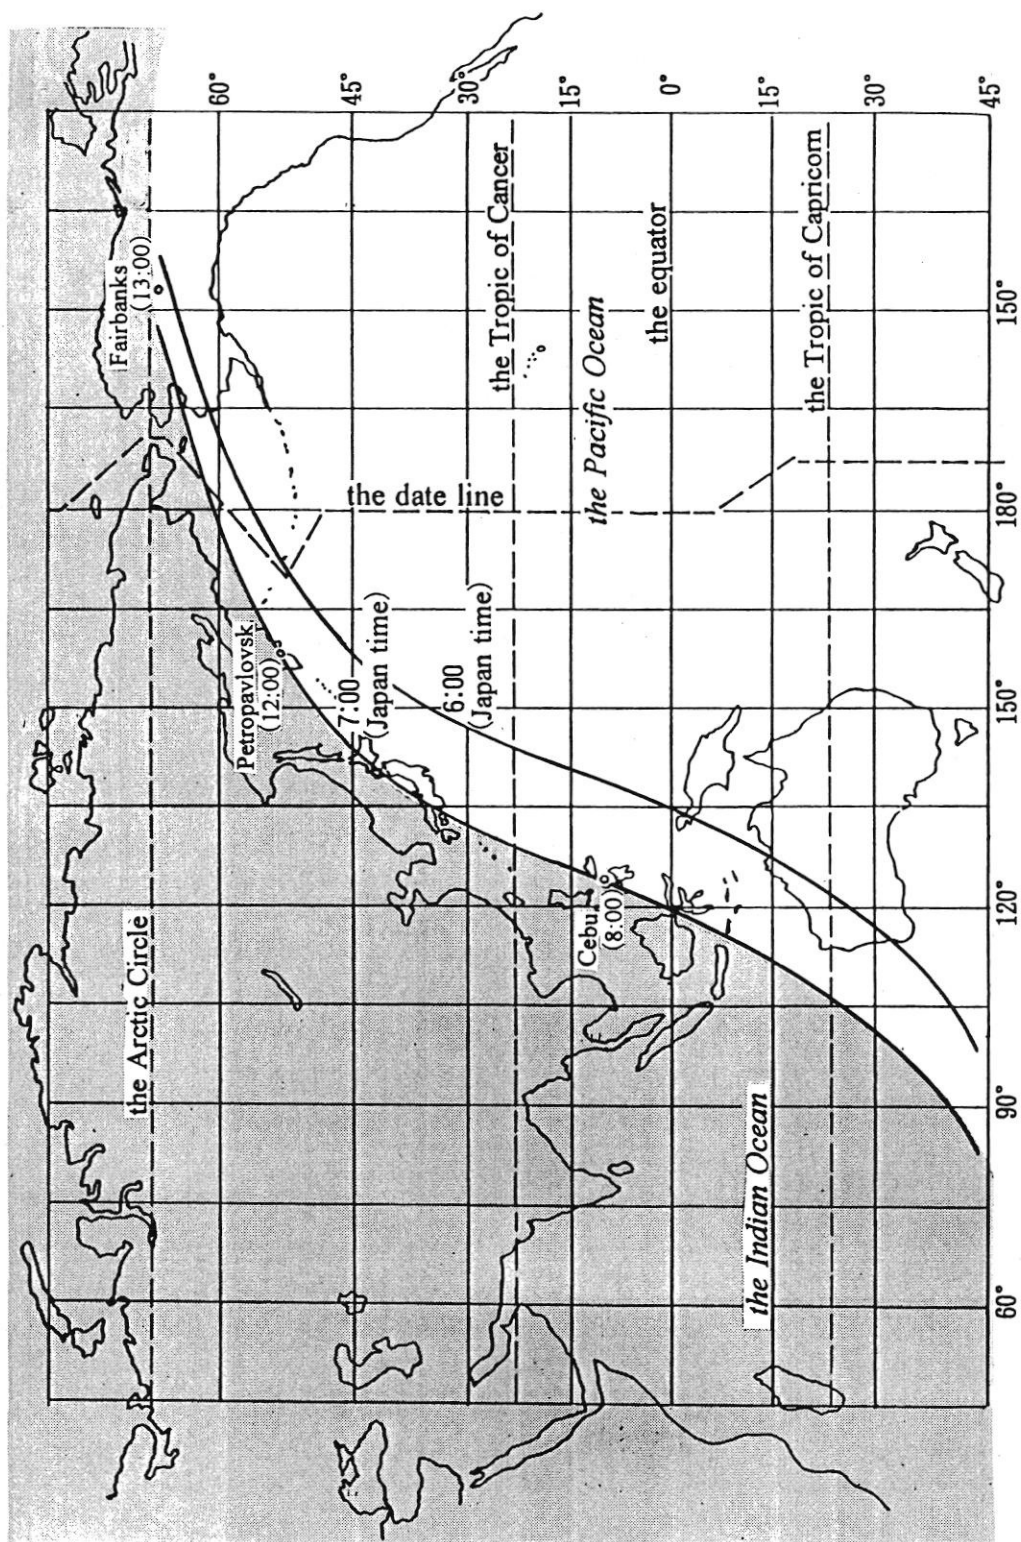 60°
45°
30°
15°
0°
15°
30°
45°
Fairbanks
(13:00)
the Tropic of Cancer
the Pacific Ocean
the equator
the Tropic of Capricorn
150°
the date line
180°
Petropavlovsk
(12:00)
7:00
(Japan time)
6:00
(Japan time)
150°
Cebu
(8:00)
120°
the Arctic Circle
90°
the Indian Ocean
60°